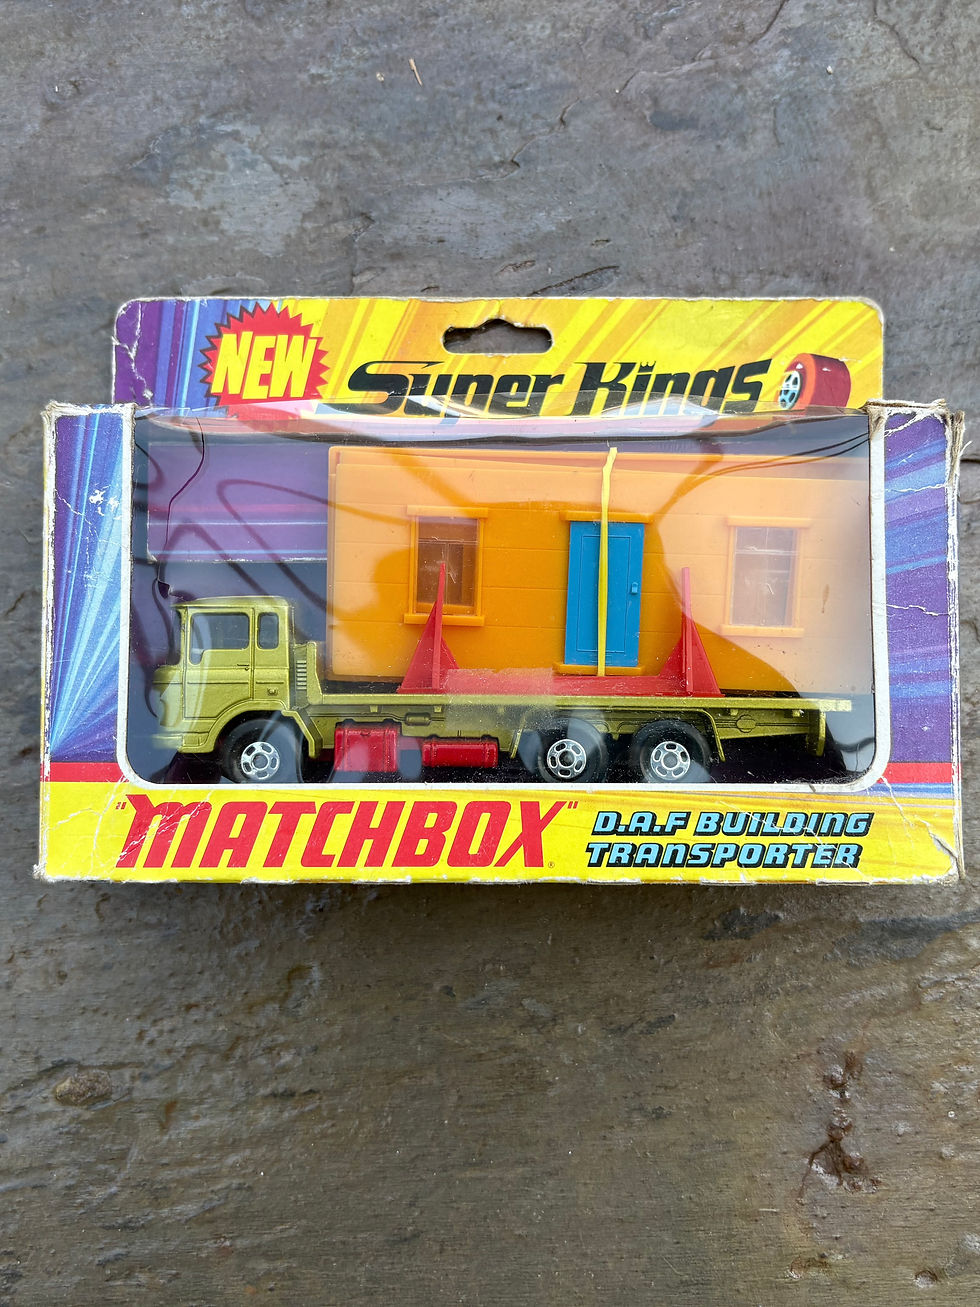 NEW
Super Kings
"MATCHBOX"®
D.A.F BUILDING
TRANSPORTER